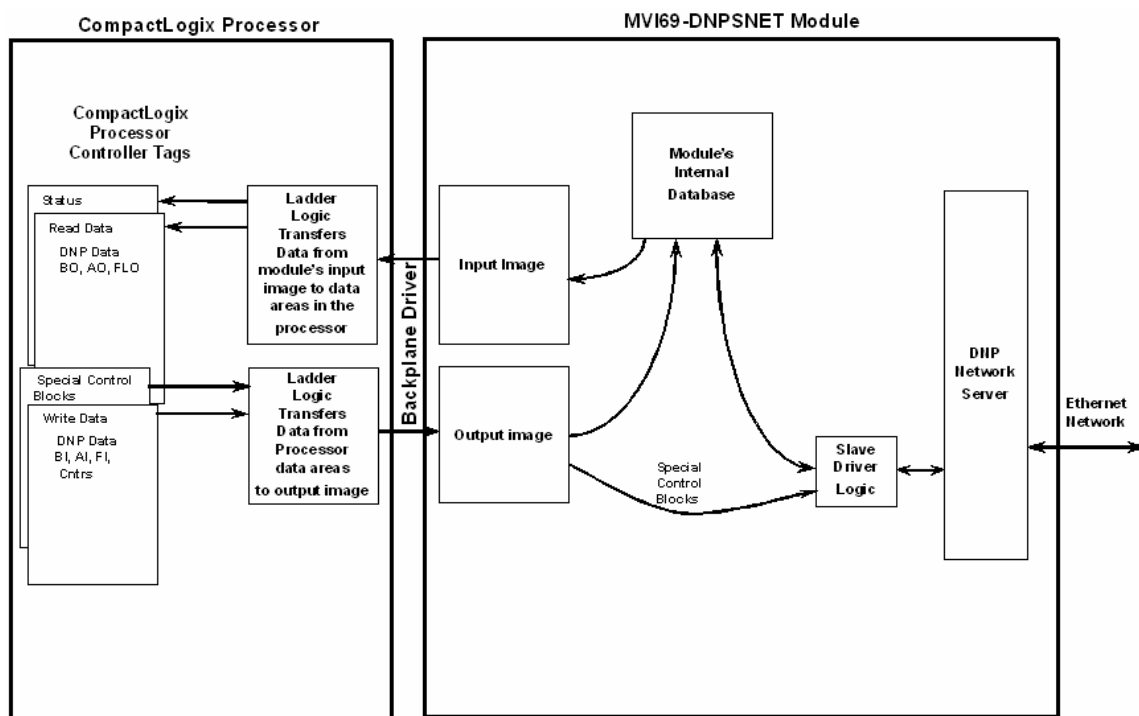 CompactLogix Processor
MVI69-DNPSNET Module
CompactLogix
Processor
Controller Tags
Status
Read Data
DNP Data
BO, AO, FLO
Ladder
Logic
Transfers
Data from
module's input
image to data
areas in the
processor
Special Control
Blocks
Write Data
DNP Data
BI, AI, FI,
Cntrs
Ladder
Logic
Transfers
Data from
Processor
data areas
to output image
Backplane Driver
Input Image
Output image
Module's
Internal
Database
Special
Control
Blocks
Slave
Driver
Logic
DNP
Network
Server
Ethernet
Network